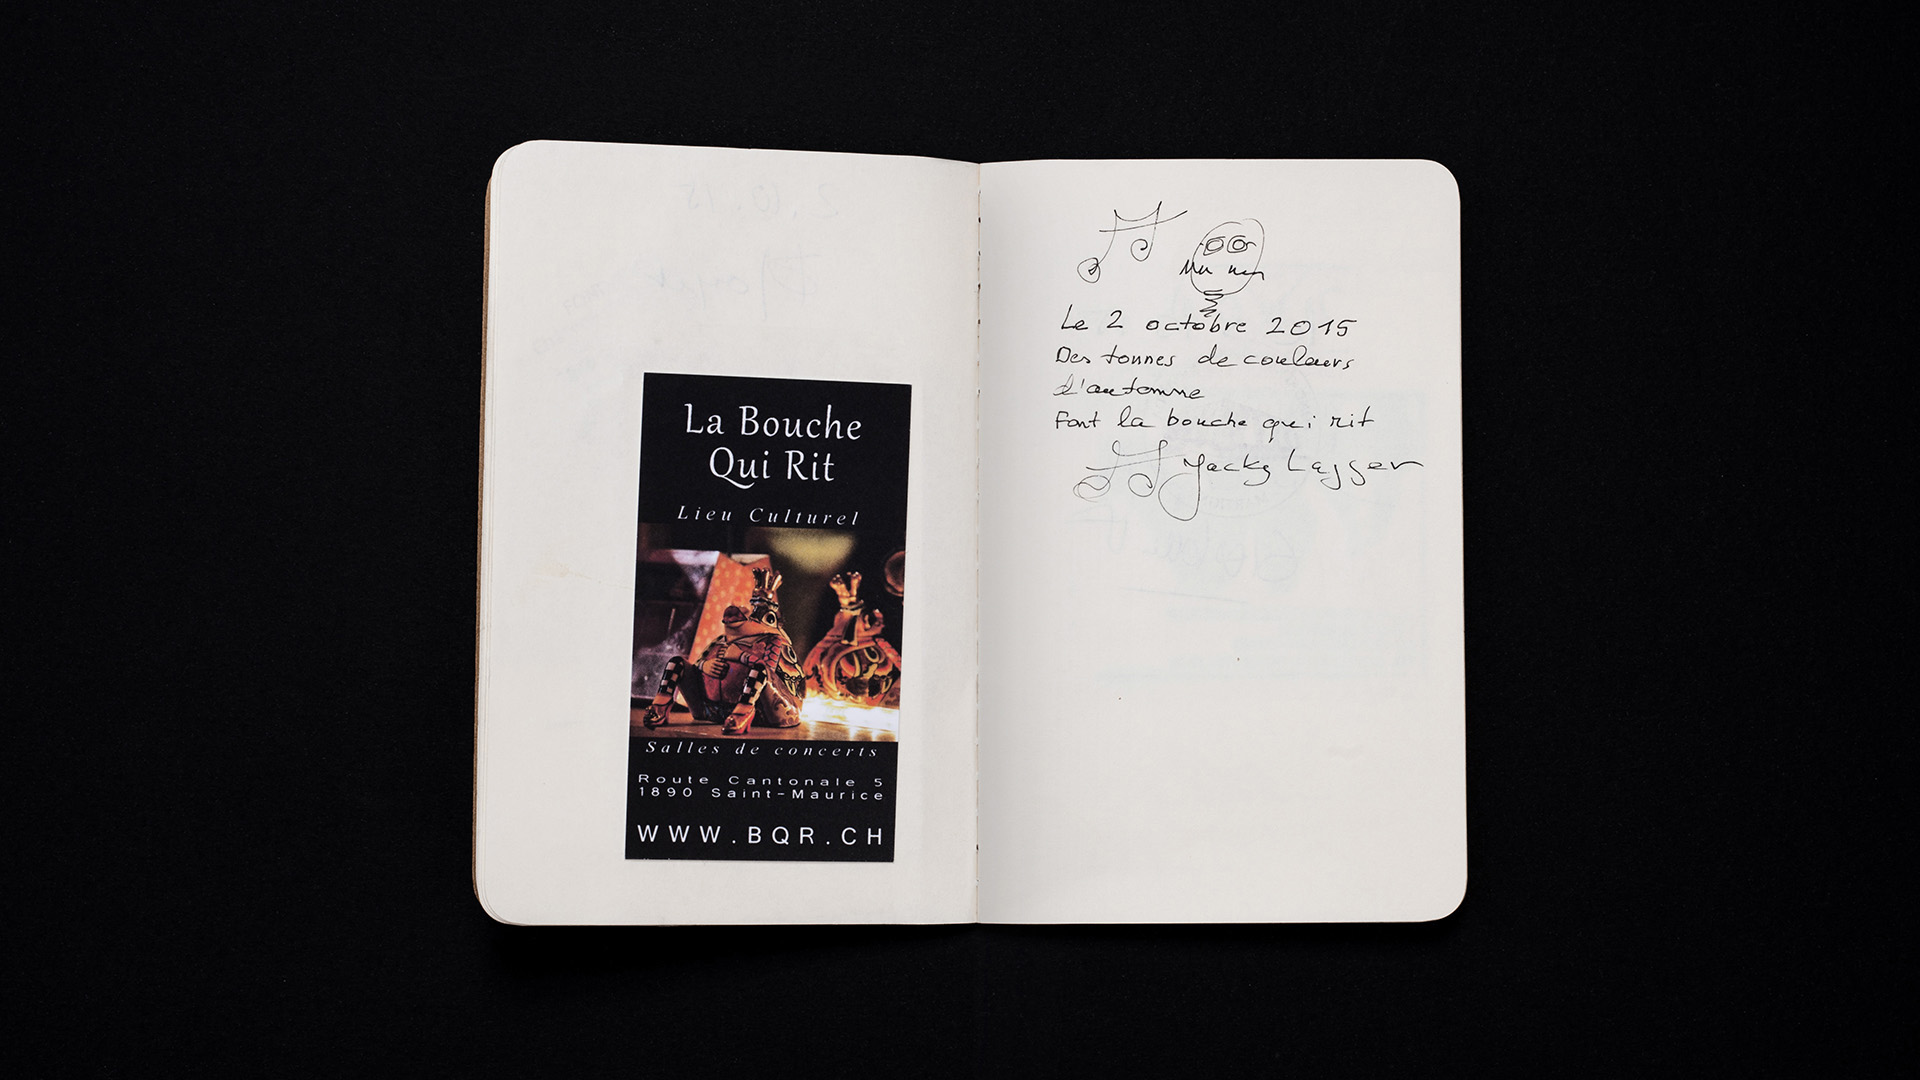 La Bouche
Qui Rit
Lieu Culturel
Salles de concerts
Route Cantonale 5
1890 Saint-Maurice
WWW.BQR.CH
Le 2 octobre 2015
Des tonnes de couleurs
d'automne
Font la bouche qui rit
Jacky Lagger